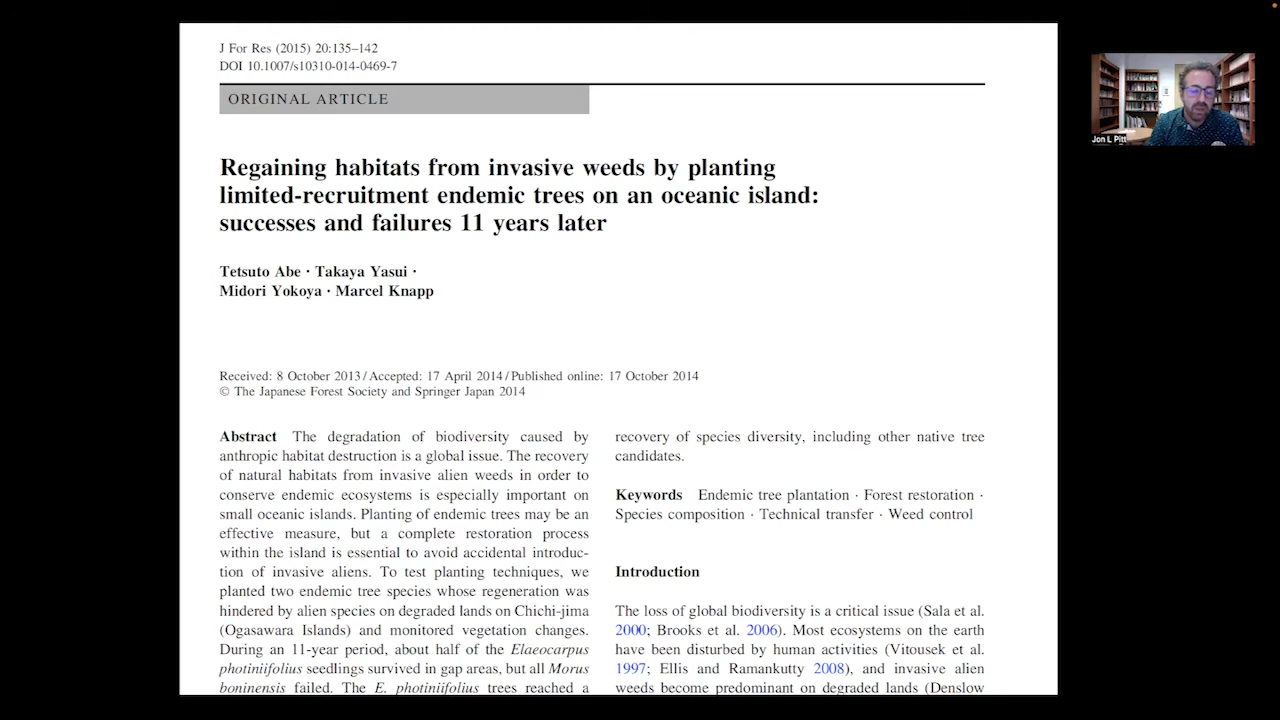 J For Res (2015) 20:135–142
DOI 10.1007/s10310-014-0469-7
ORIGINAL ARTICLE
Regaining habitats from invasive weeds by planting
limited-recruitment endemic trees on an oceanic island:
successes and failures 11 years later
Tetsuto Abe · Takaya Yasui ·
Midori Yokoya · Marcel Knapp
Received: 8 October 2013 / Accepted: 17 April 2014 / Published online: 17 October 2014
© The Japanese Forest Society and Springer Japan 2014
Abstract The degradation of biodiversity caused by
anthropic habitat destruction is a global issue. The recovery
of natural habitats from invasive alien weeds in order to
conserve endemic ecosystems is especially important on
small oceanic islands. Planting of endemic trees may be an
effective measure, but a complete restoration process
within the island is essential to avoid accidental introduc-
tion of invasive aliens. To test planting techniques, we
planted two endemic tree species whose regeneration was
hindered by alien species on degraded lands on Chichi-jima
(Ogasawara Islands) and monitored vegetation changes.
During an 11-year period, about half of the Elaeocarpus
photiniifolius seedlings survived in gap areas, but all Morus
boninensis failed. The E. photiniifolius trees reached a
recovery of species diversity, including other native tree
candidates.
Keywords Endemic tree plantation · Forest restoration ·
Species composition · Technical transfer · Weed control
Introduction
The loss of global biodiversity is a critical issue (Sala et al.
2000; Brooks et al. 2006). Most ecosystems on the earth
have been disturbed by human activities (Vitousek et al.
1997; Ellis and Ramankutty 2008), and invasive alien
weeds become predominant on degraded lands (Denslow
Jon L Pitt